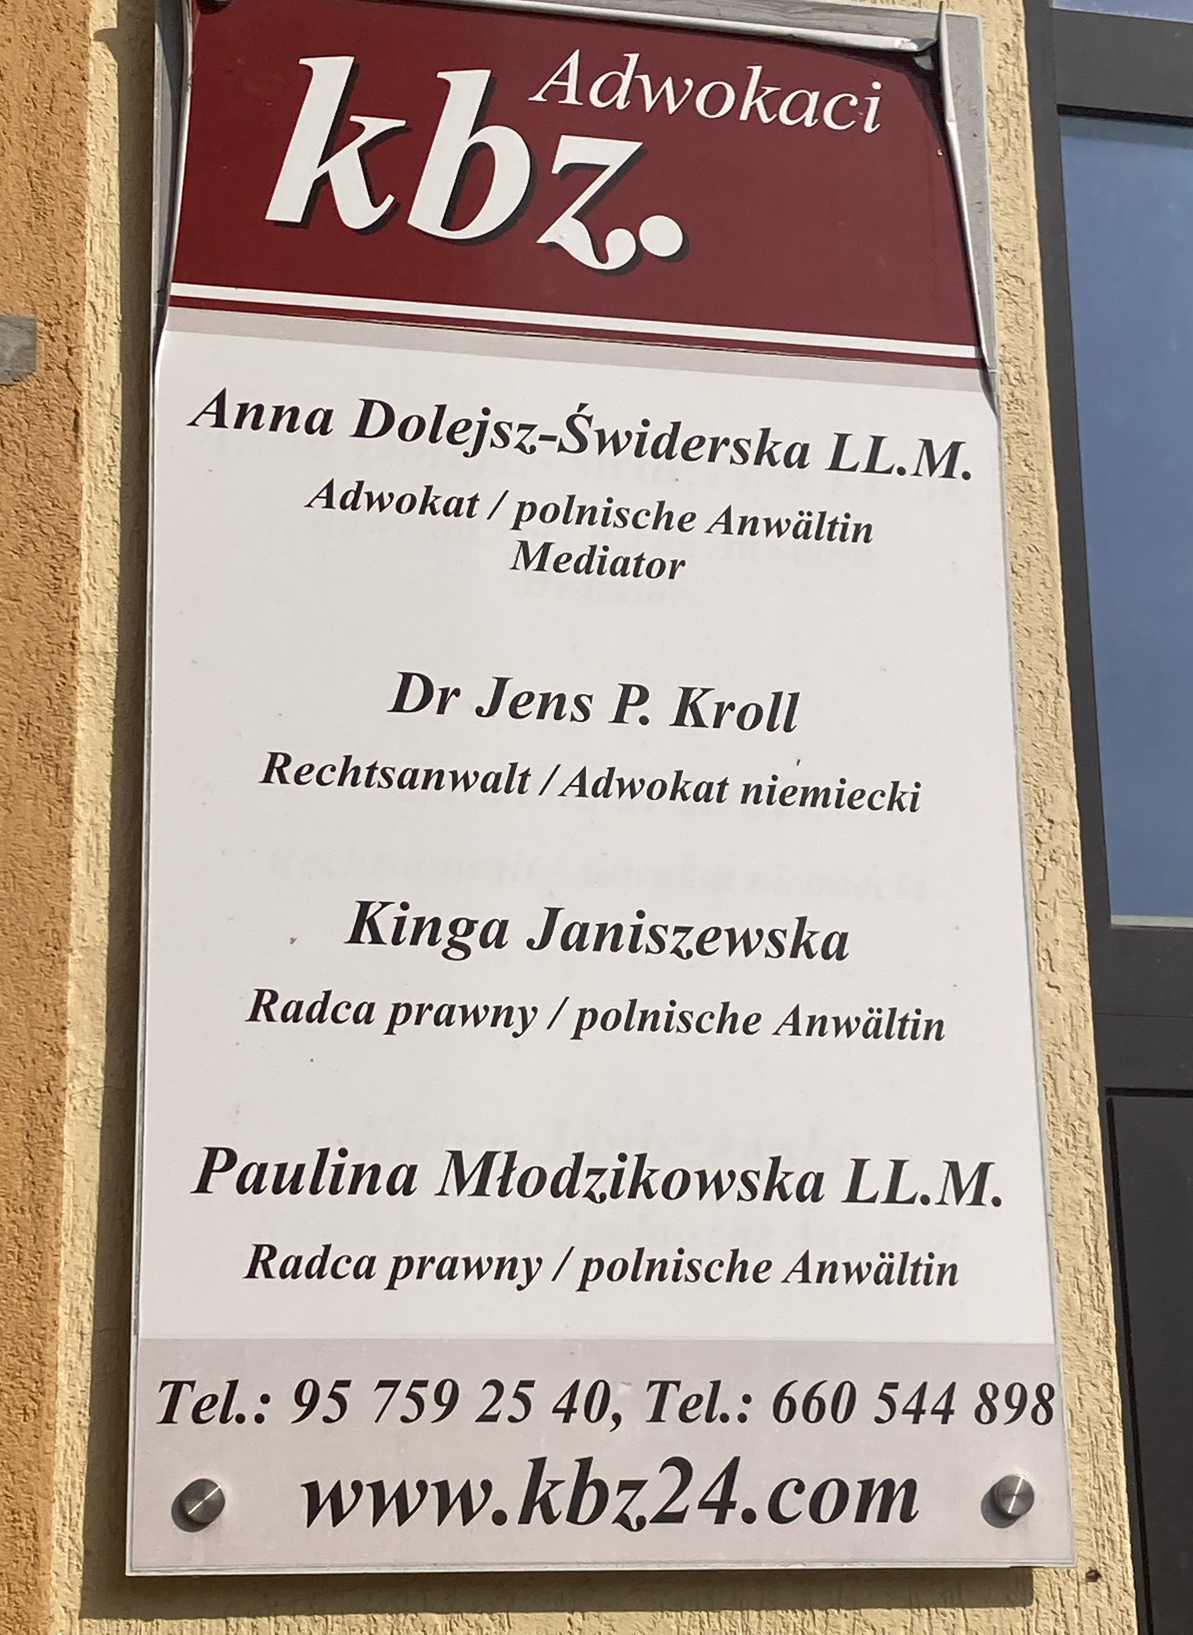 Adwokaci
kbz.
Anna Dolejsz-Świderska LL.M.
Adwokat / polnische Anwältin
Mediator
Dr Jens P. Kroll
Rechtsanwalt / Adwokat niemiecki
Kinga Janiszewska
Radca prawny / polnische Anwältin
Paulina Młodzikowska LL.M.
Radca prawny / polnische Anwältin
Tel.: 95 759 25 40, Tel.: 660 544 898
www.kbz24.com